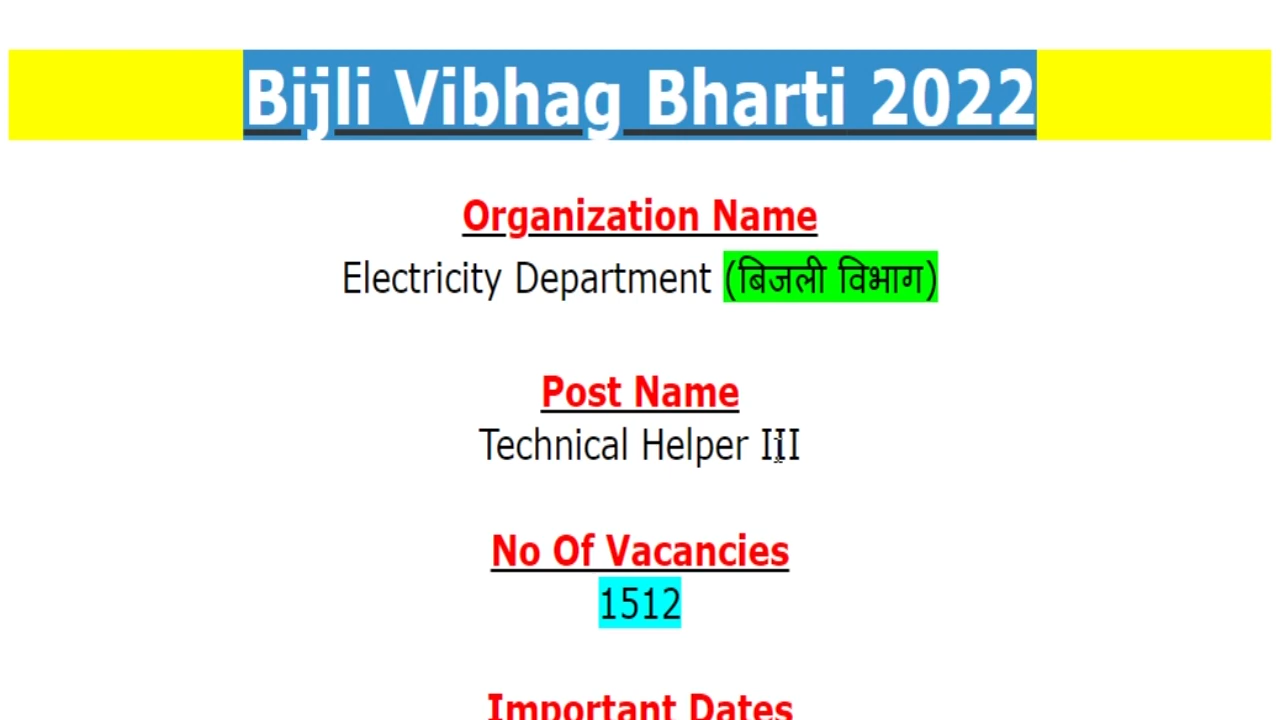 Bijli Vibhag Bharti 2022
Organization Name
Electricity Department (बिजली विभाग)
Post Name
Technical Helper III
No Of Vacancies
1512
Important Dates